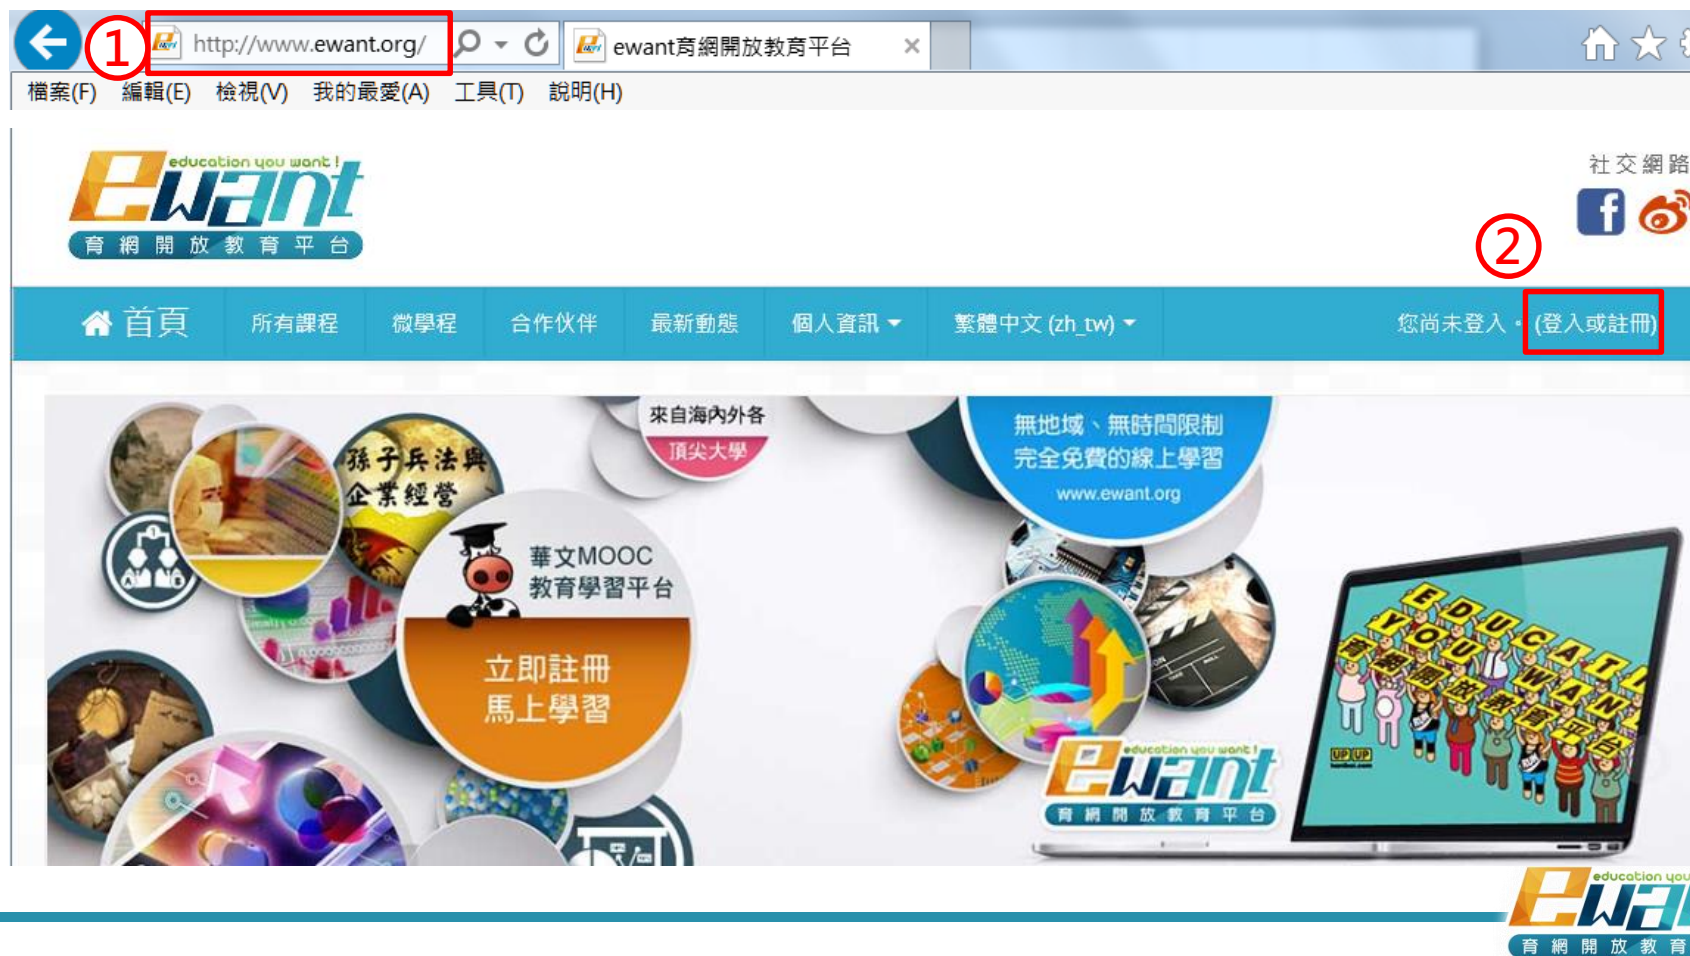 ① http://www.ewant.org/ ewant育網開放教育平台 ×
檔案(F) 編輯(E) 檢視(V) 我的最愛(A) 工具(T) 說明(H)
education you want!
ewant
育網開放教育平台
社交網路
②
首頁 所有課程 微學程 合作伙伴 最新動態 個人資訊 繁體中文 (zh_tw) 您尚未登入。(登入或註冊)
孫子兵法與
企業經營
來自海內外各
頂尖大學
無地域、無時間限制
完全免費的線上學習
www.ewant.org
華文MOOC
教育學習平台
立即註冊
馬上學習
EDUCATI
YOU WAN
育網開放教育平台
UP UP
education you want!
ewant
育網開放教育平台
education you
ewa
育網開放教育